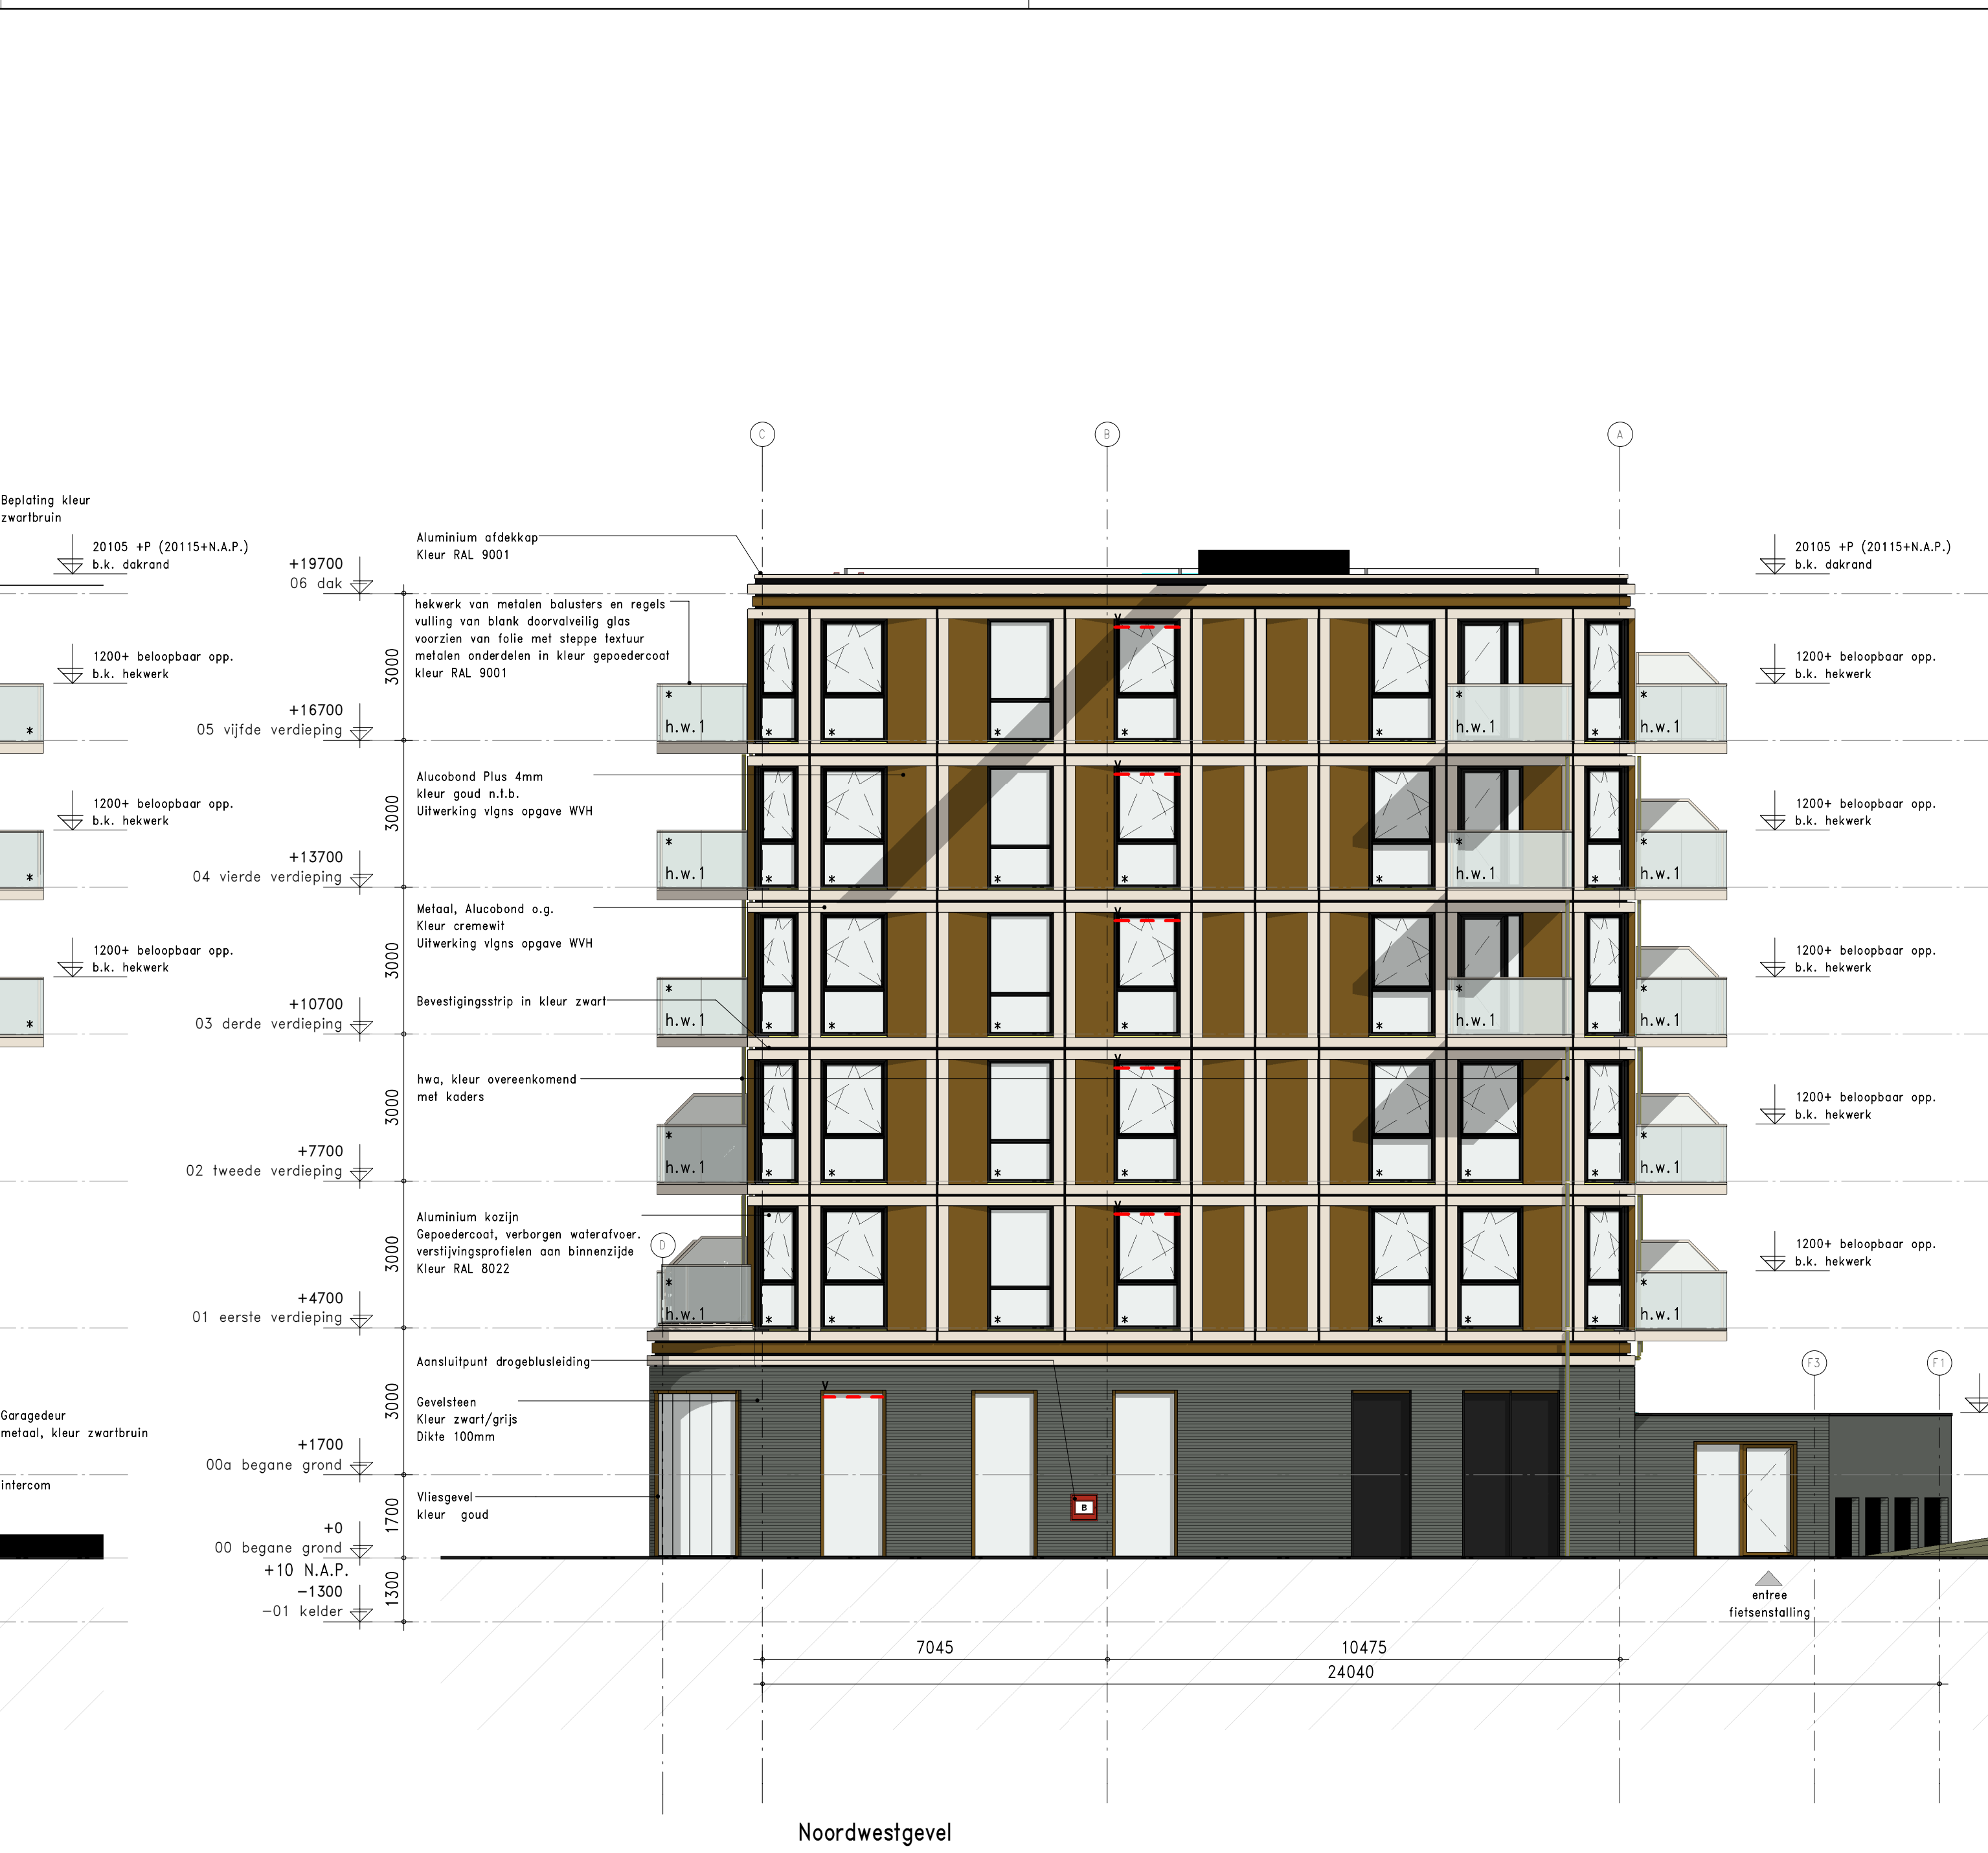 C
B
A
Beplating kleur
zwartbruin
20105 +P (20115+N.A.P.)
b.k. dakrand
1200+ beloopbaar opp.
b.k. hekwerk
1200+ beloopbaar opp.
b.k. hekwerk
1200+ beloopbaar opp.
b.k. hekwerk
*
*
*
Garagedeur
metaal, kleur zwartbruin
intercom
+19700
06 dak
+16700
05 vijfde verdieping
+13700
04 vierde verdieping
+10700
03 derde verdieping
+7700
02 tweede verdieping
+4700
01 eerste verdieping
+1700
00a begane grond
+0
00 begane grond
+10 N.A.P.
-1300
-01 kelder
3000
3000
3000
3000
3000
3000
1700
1300
Aluminium afdekkap
Kleur RAL 9001
hekwerk van metalen balusters en regels
vulling van blank doorvalveilig glas
voorzien van folie met steppe textuur
metalen onderdelen in kleur gepoedercoat
kleur RAL 9001
Alucobond Plus 4mm
kleur goud n.t.b.
Uitwerking vlgns opgave WVH
Metaal, Alucobond o.g.
Kleur cremewit
Uitwerking vlgns opgave WVH
Bevestigingsstrip in kleur zwart
hwa, kleur overeenkomend
met kaders
Aluminium kozijn
Gepoedercoat, verborgen waterafvoer.
verstijvingsprofielen aan binnenzijde
Kleur RAL 8022
D
Aansluitpunt drogeblusleiding
Gevelsteen
Kleur zwart/grijs
Dikte 100mm
Vliesgevel
kleur goud
V
* h.w.1 * * * * * h.w.1 * * h.w.1
V
* h.w.1 * * * * * * h.w.1 * * h.w.1
V
* h.w.1 * * * * * * h.w.1 * * h.w.1
V
* h.w.1 * * * * * * * * h.w.1
V
* h.w.1 * * * * * * * * h.w.1
V
B
20105 +P (20115+N.A.P.)
b.k. dakrand
1200+ beloopbaar opp.
b.k. hekwerk
1200+ beloopbaar opp.
b.k. hekwerk
1200+ beloopbaar opp.
b.k. hekwerk
1200+ beloopbaar opp.
b.k. hekwerk
1200+ beloopbaar opp.
b.k. hekwerk
F3
F1
entree
fietsenstalling
7045
10475
24040
Noordwestgevel